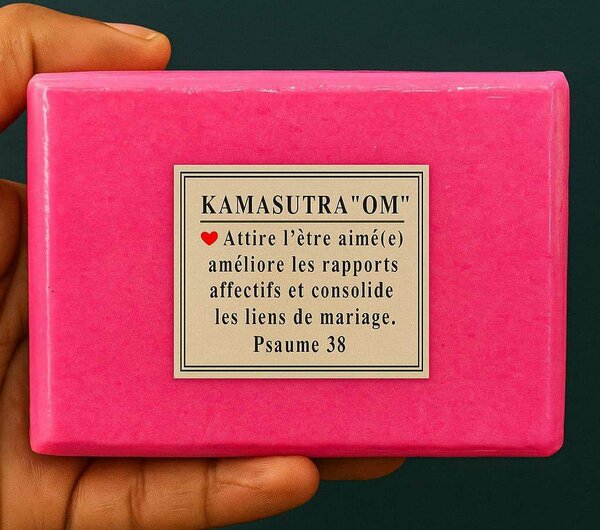 KAMASUTRA"OM"
❤ Attire l'ètre aimé(e)
améliore les rapports
affectifs et consolide
les liens de mariage.
Psaume 38